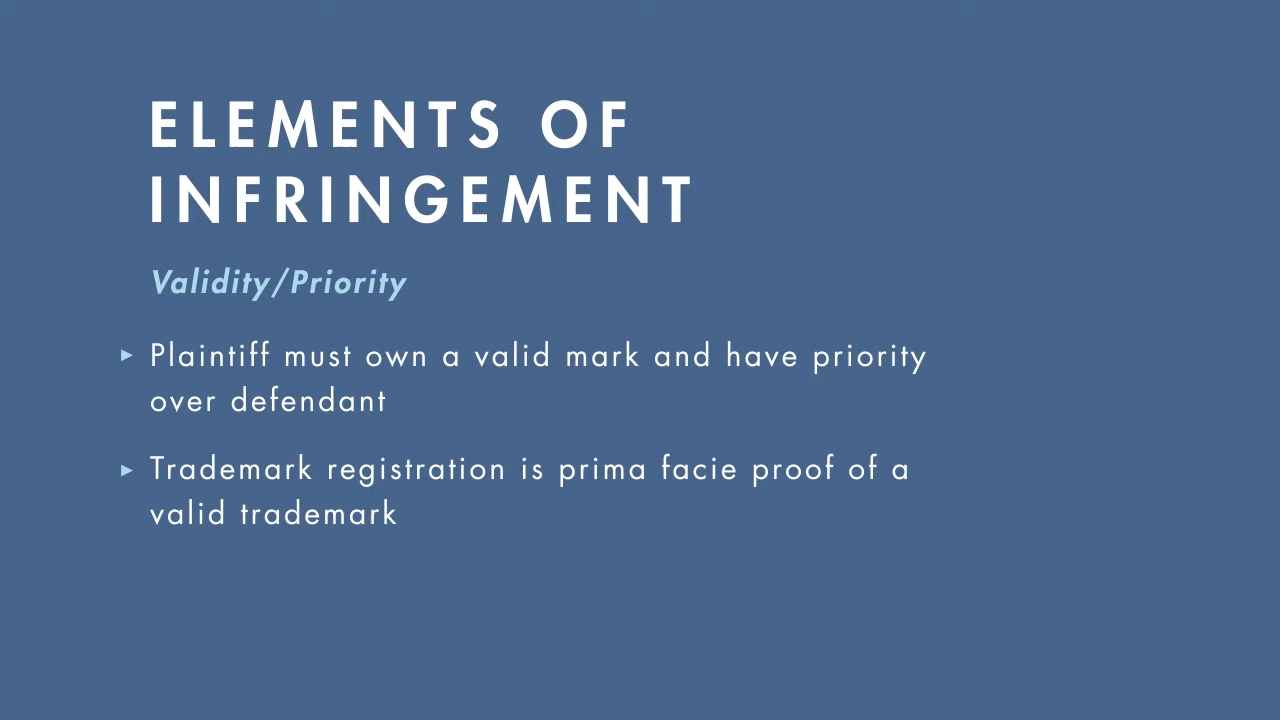 ELEMENTS OF
INFRINGEMENT
Validity/Priority
▸ Plaintiff must own a valid mark and have priority
over defendant
▸ Trademark registration is prima facie proof of a
valid trademark